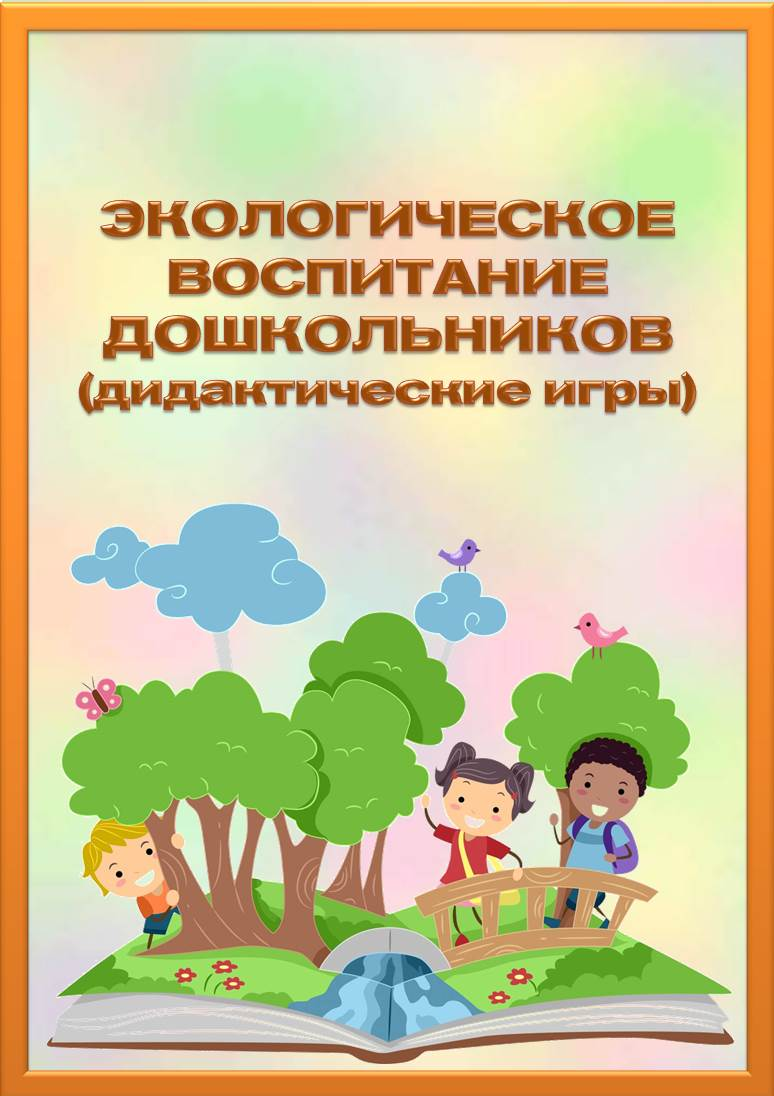 ЭКОЛОГИЧЕСКОЕ
ВОСПИТАНИЕ
ДОШКОЛЬНИКОВ
(дидактические игры)